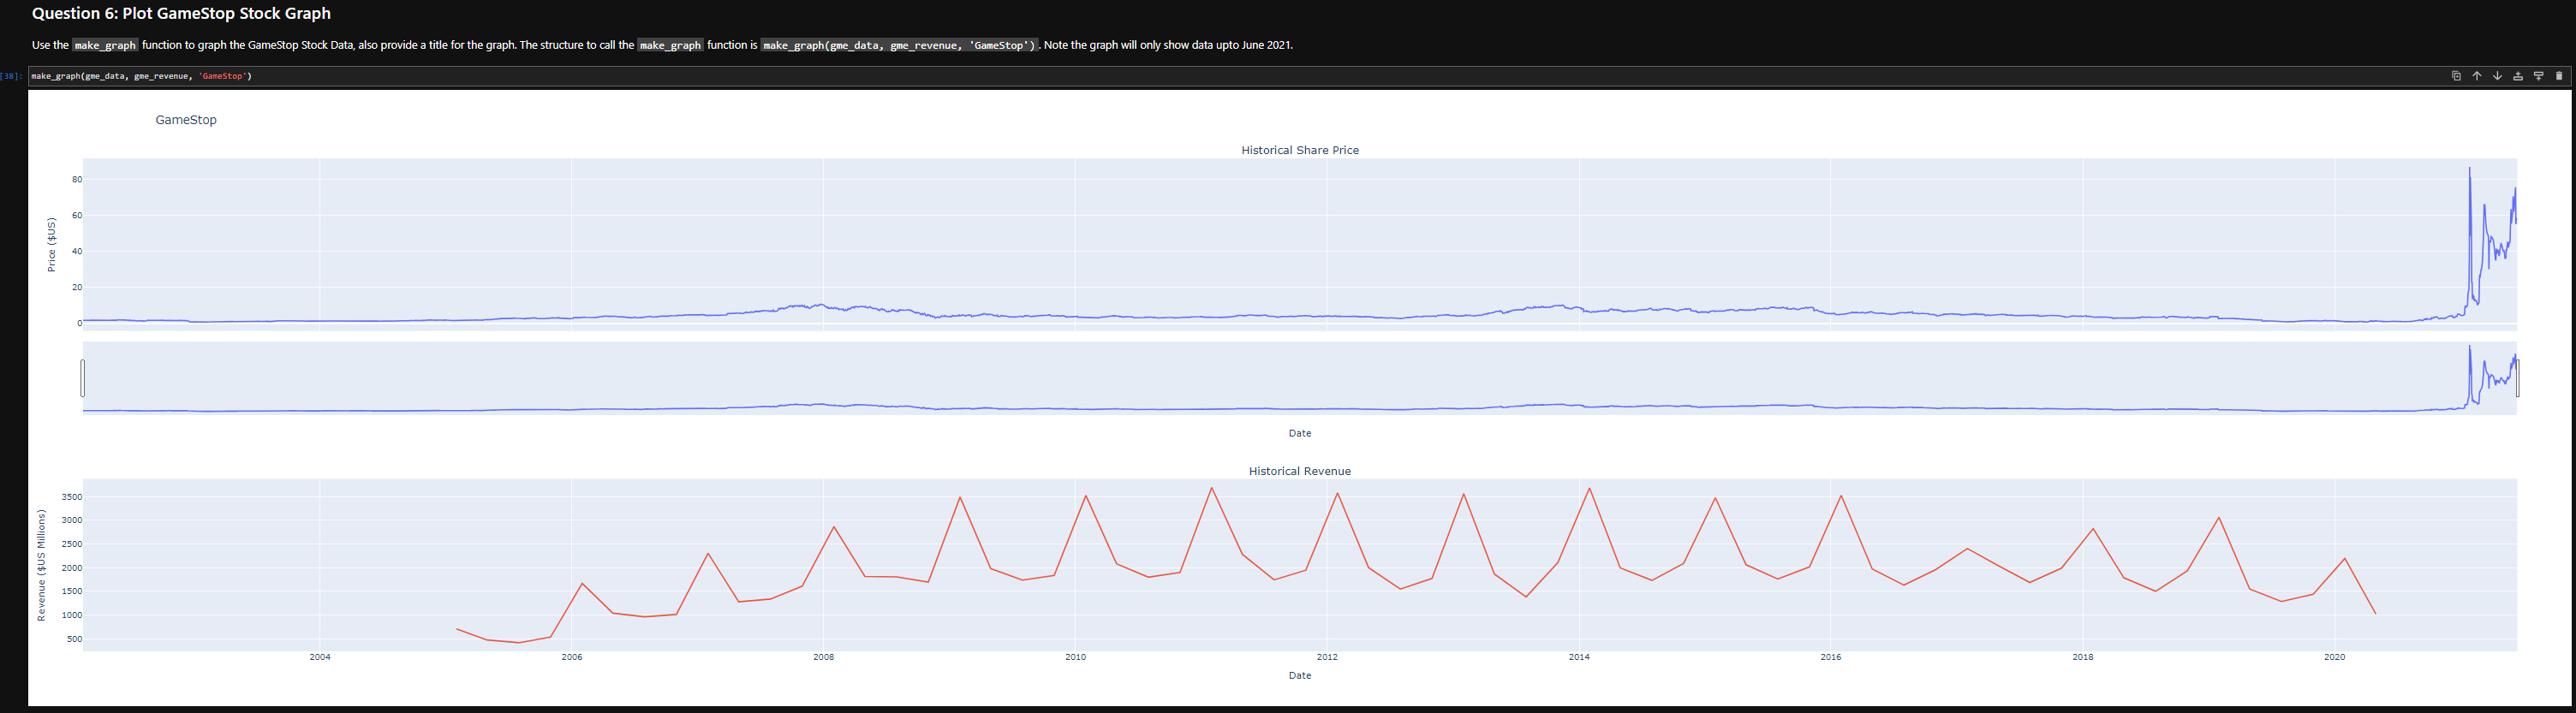 Question 6: Plot GameStop Stock Graph
Use the make_graph function to graph the GameStop Stock Data, also provide a title for the graph. The structure to call the make_graph function is make_graph(gme_data, gme_revenue, 'GameStop'). Note the graph will only show data upto June 2021.
[38]: make_graph(gme_data, gme_revenue, 'GameStop')
GameStop
Historical Share Price
Price ($US)
80
60
40
20
0
Date
Historical Revenue
Revenue ($US Millions)
3500
3000
2500
2000
1500
1000
500
2004 2006 2008 2010 2012 2014 2016 2018 2020
Date